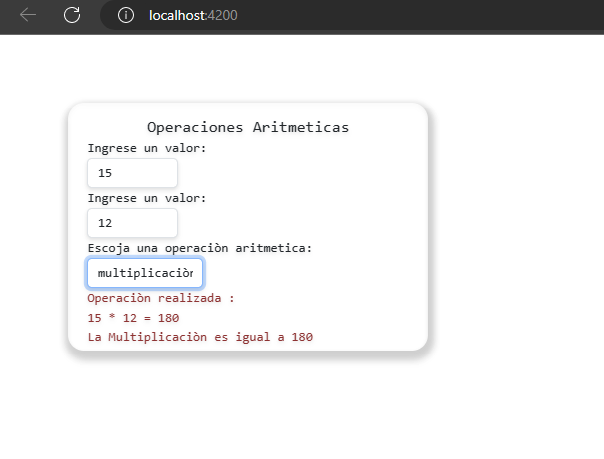 localhost:4200
Operaciones Aritmeticas
Ingrese un valor:
15
Ingrese un valor:
12
Escoja una operaciòn aritmetica:
multiplicaciòn
Operaciòn realizada :
15 * 12 = 180
La Multiplicaciòn es igual a 180